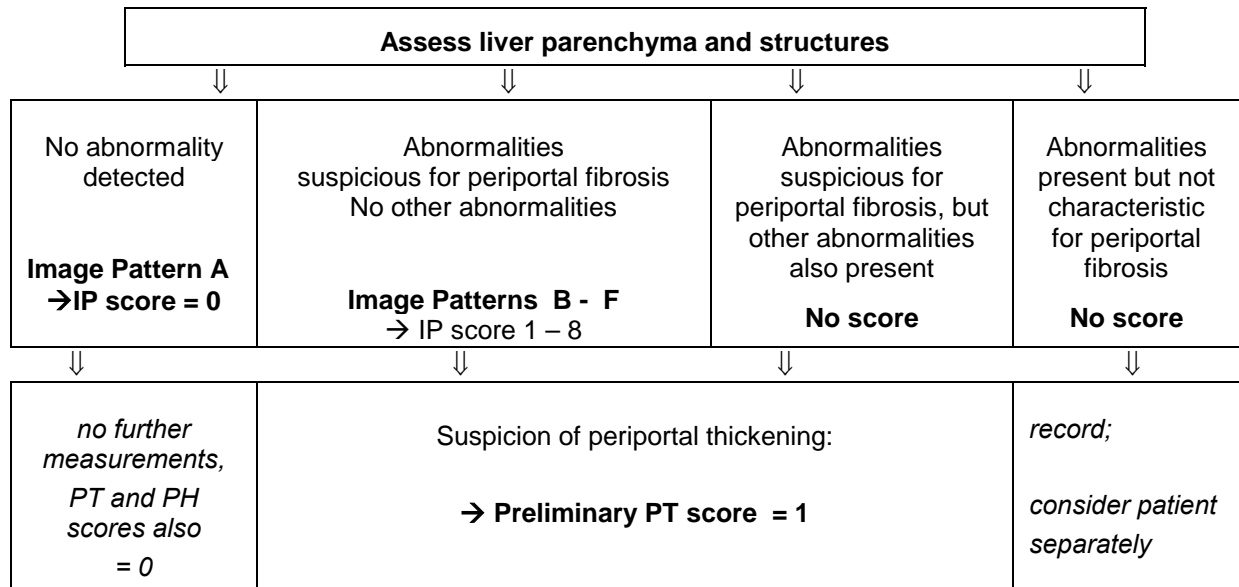 Assess liver parenchyma and structures
⇓ ⇓ ⇓ ⇓
No abnormality
detected
Image Pattern A
→IP score = 0
Abnormalities
suspicious for periportal fibrosis
No other abnormalities
Image Patterns B - F
→ IP score 1 – 8
Abnormalities
suspicious for
periportal fibrosis, but
other abnormalities
also present
No score
Abnormalities
present but not
characteristic
for periportal
fibrosis
No score
⇓ ⇓ ⇓ ⇓
no further
measurements,
PT and PH
scores also
= 0
Suspicion of periportal thickening:
→ Preliminary PT score = 1
record;
consider patient
separately